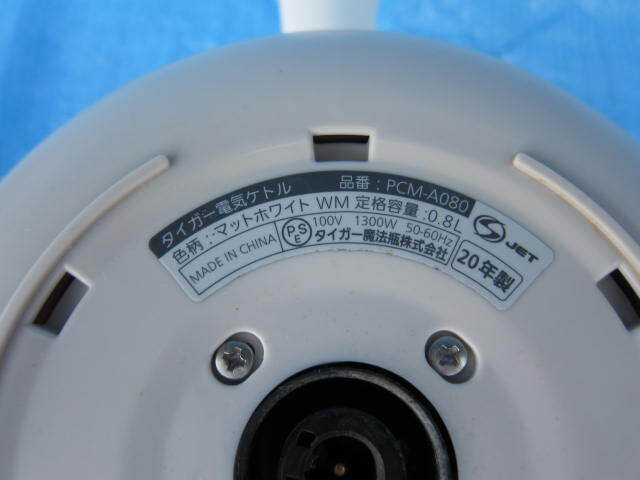 タイガー電気ケトル 品番：PCM-A080
色柄：マットホワイト WM 定格容量：0.8L
MADE IN CHINA PSE 100V 1300W 50-60Hz
タイガー魔法瓶株式会社
20年製
S JET